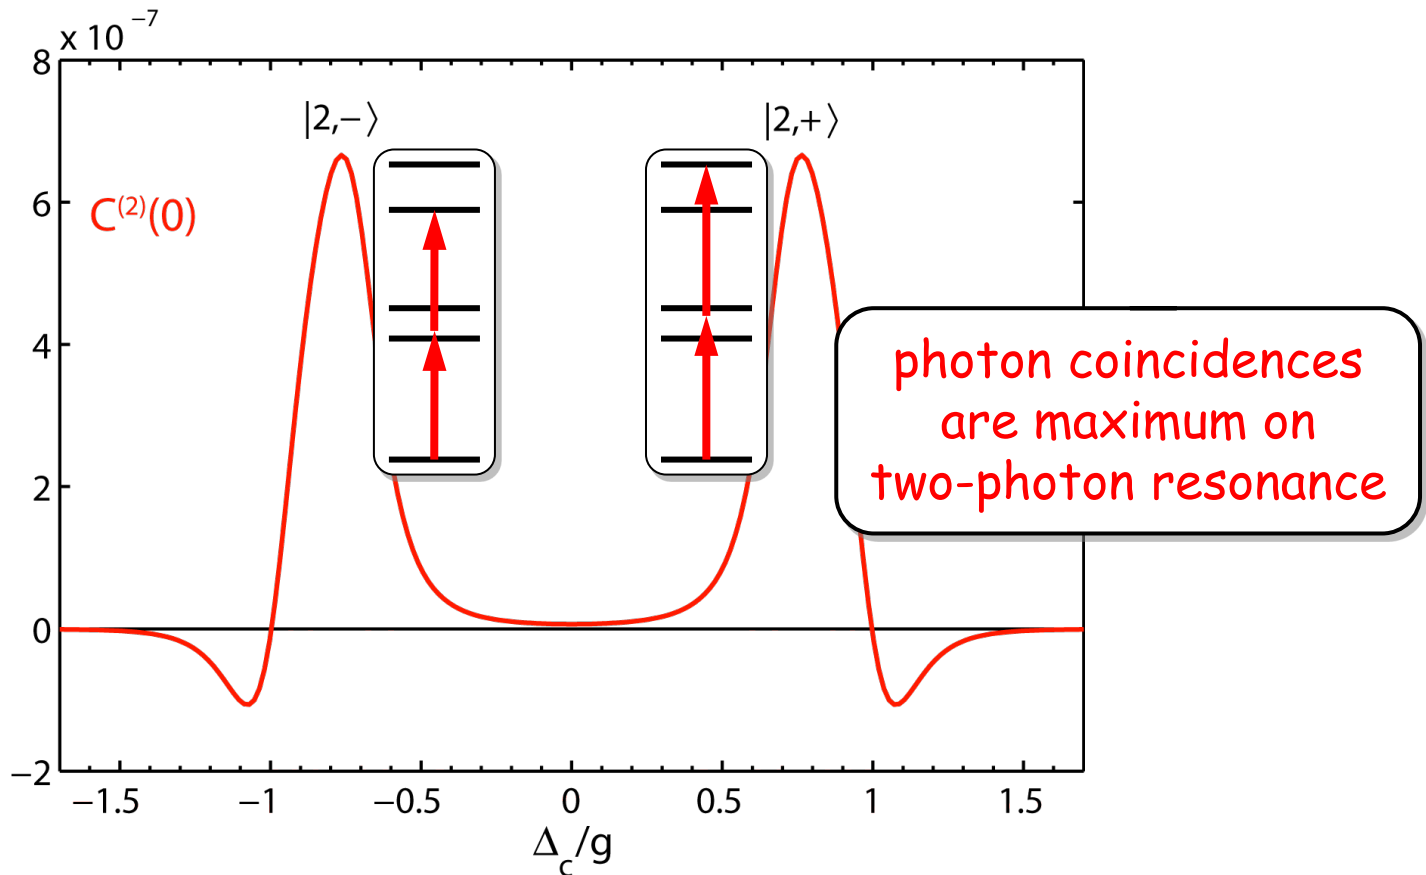 x 10⁻⁷
8
6
4
2
0
−2
|2,−⟩
|2,+⟩
C⁽²⁾(0)
photon coincidences
are maximum on
two-photon resonance
−1.5 −1 −0.5 0 0.5 1 1.5
Δc/g